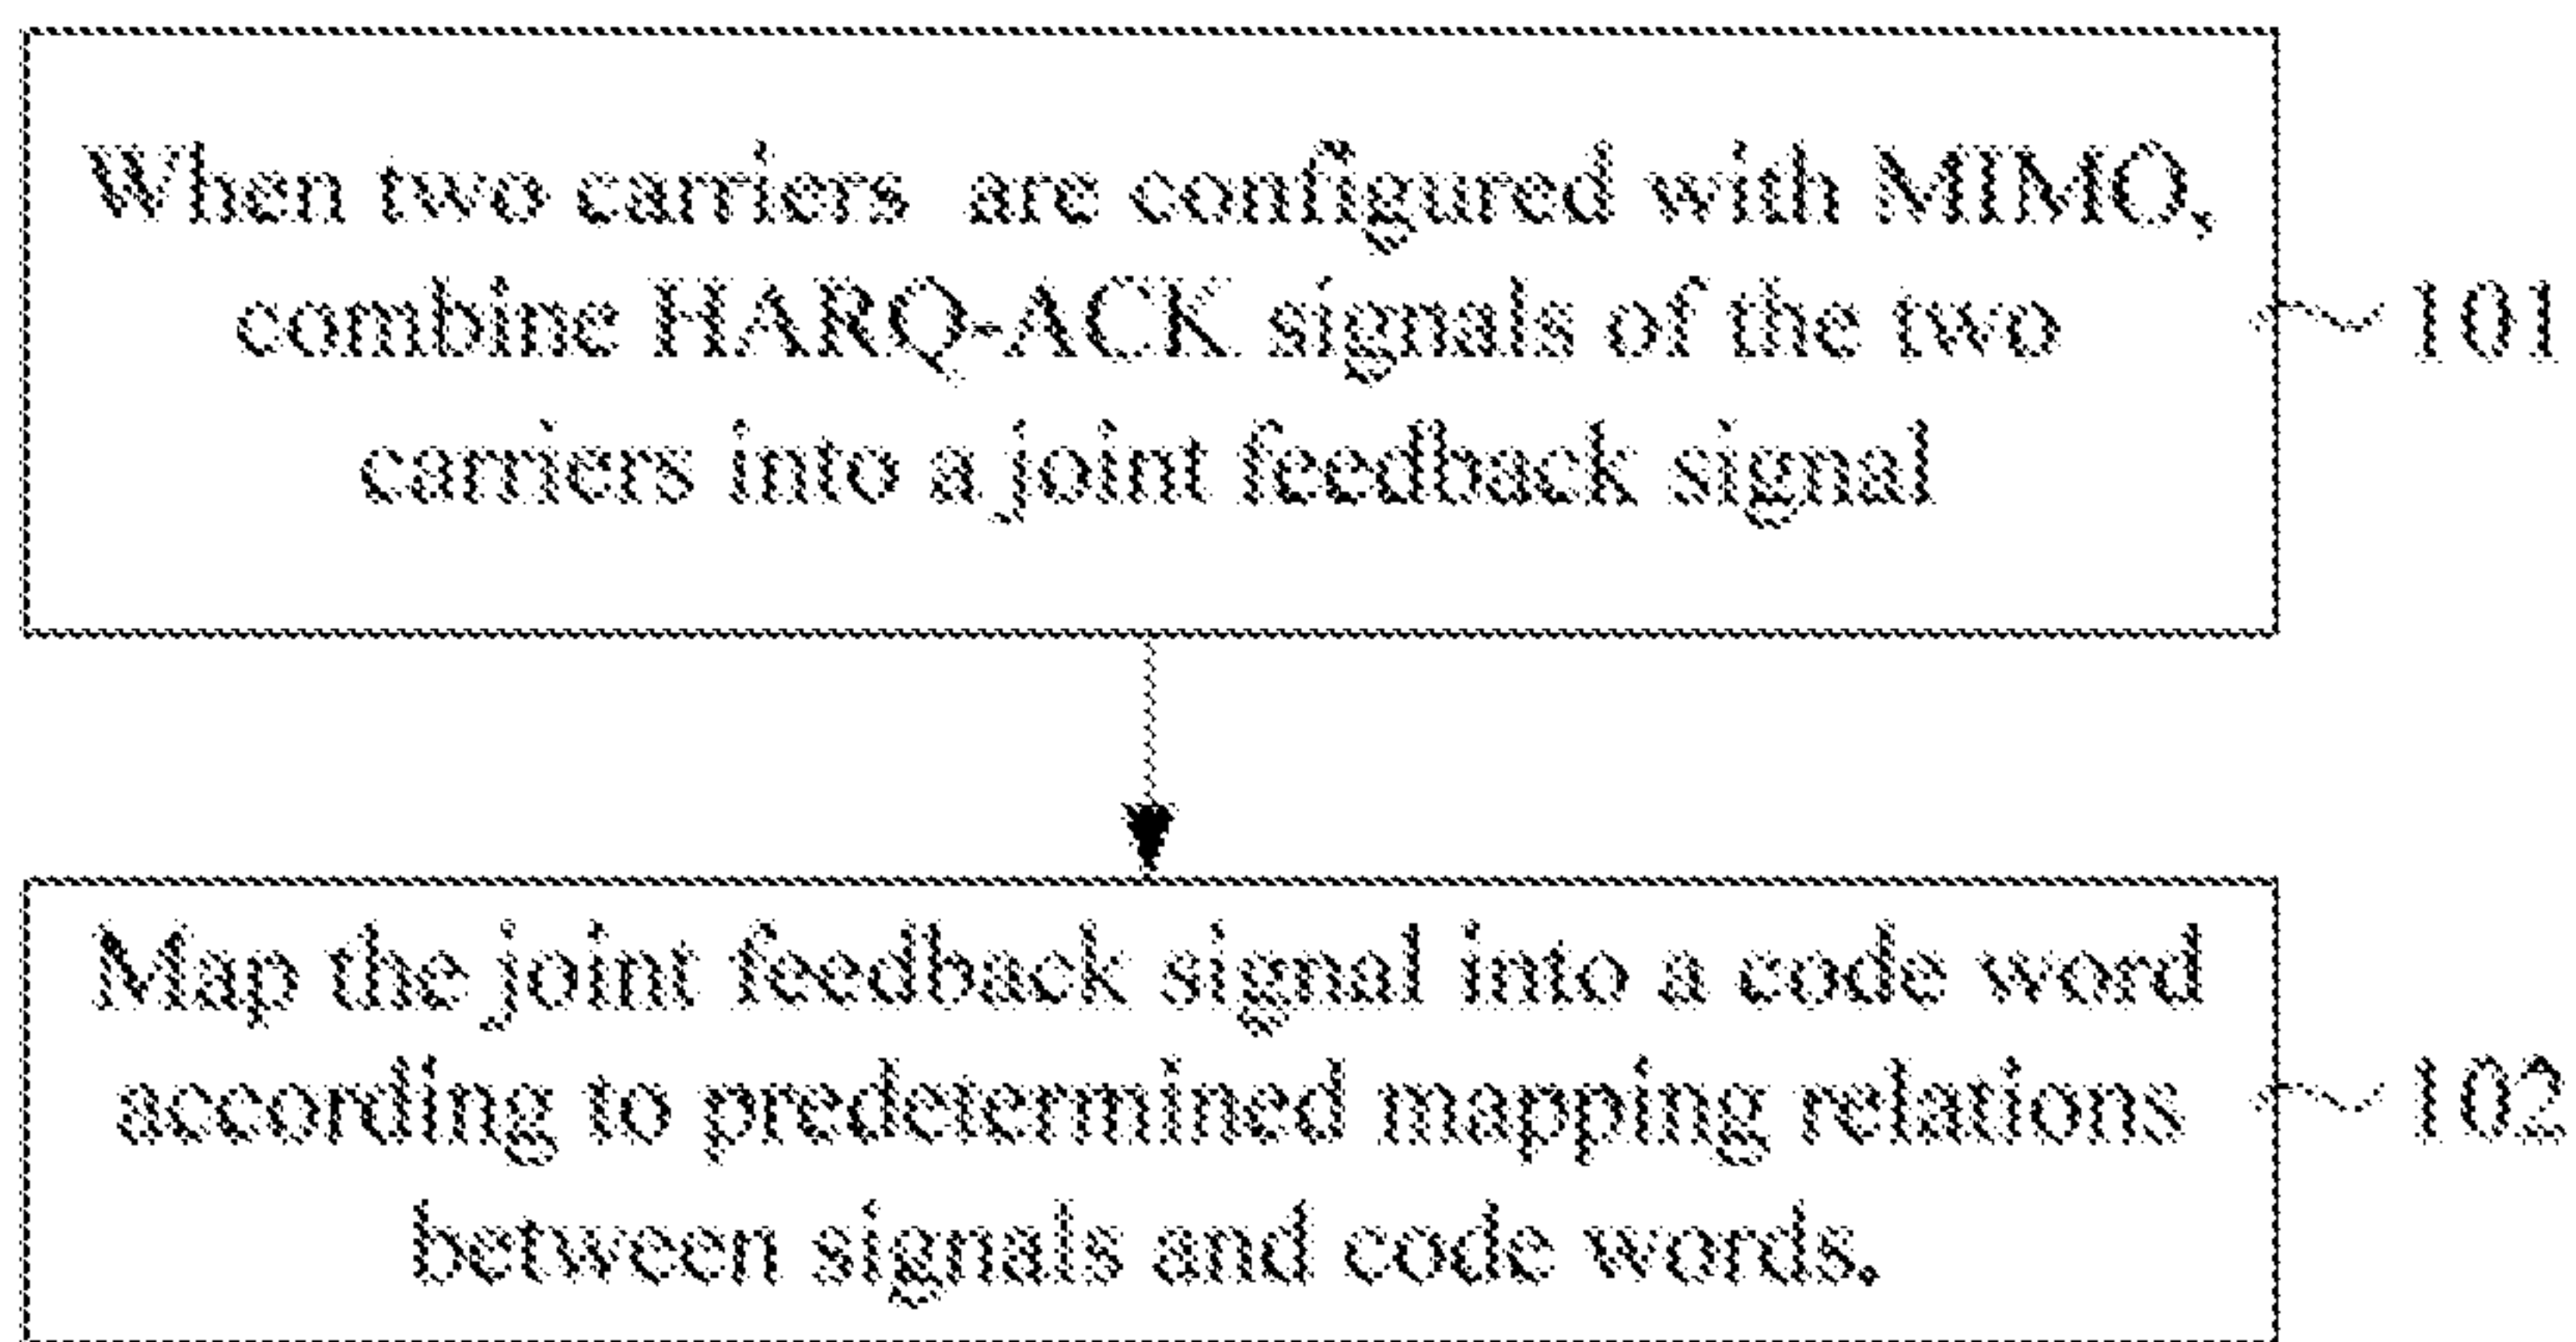 When two carriers are configured with MIMO,
combine HARQ-ACK signals of the two
carriers into a joint feedback signal
101
Map the joint feedback signal into a code word
according to predetermined mapping relations
between signals and code words.
102